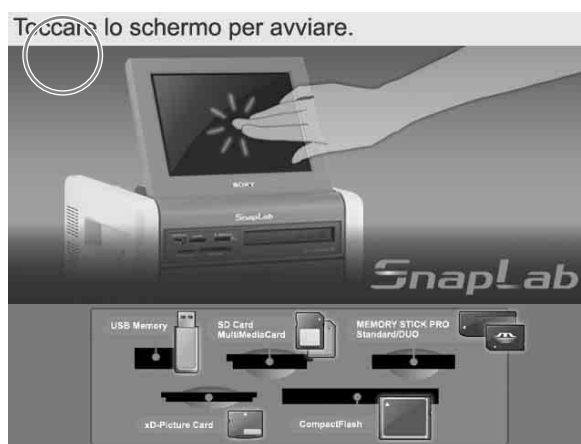 Toccare lo schermo per avviare.
SONY
SnapLab
SnapLab
USB Memory
SD Card
MultiMediaCard
MEMORY STICK PRO
Standard/DUO
xD-Picture Card
CompactFlash